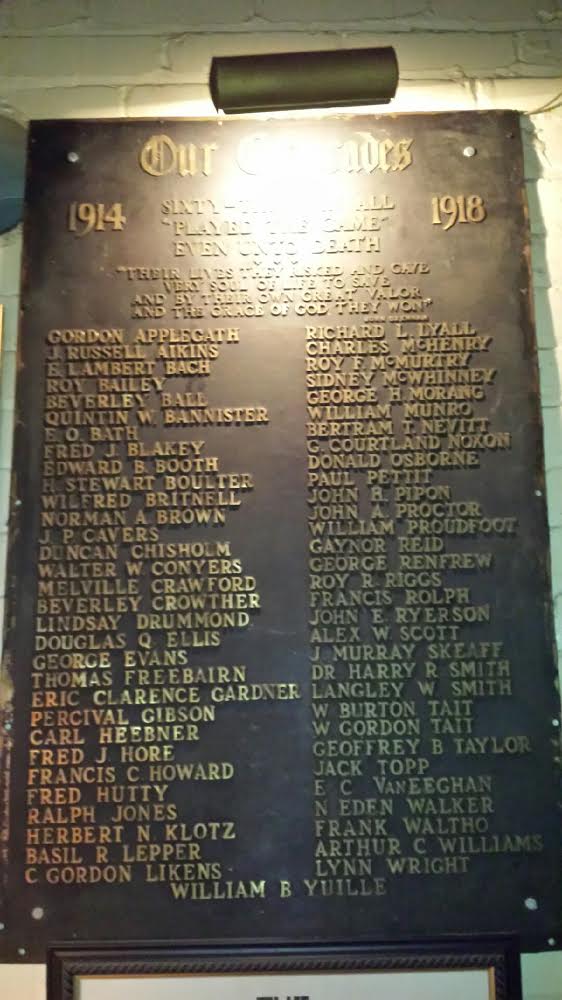 Our Comrades
1914
1918
SIXTY-THREE IN ALL
"PLAYED THE GAME"
EVEN UNTO DEATH
"THEIR LIVES THEY RISKED AND GAVE
VERY SOUL OF LIFE TO SAVE
AND BY THEIR OWN GREAT VALOR
AND THE GRACE OF GOD THEY WON"
GORDON APPLEGATH
J. RUSSELL AIKINS
E. LAMBERT BACH
ROY BAILEY
BEVERLEY BALL
QUINTIN W. BANNISTER
E. O. BATH
FRED J. BLAKEY
EDWARD B. BOOTH
H. STEWART BOULTER
WILFRED BRITNELL
NORMAN A BROWN
J. P CAVERS
DUNCAN CHISHOLM
WALTER W CONYERS
MELVILLE CRAWFORD
BEVERLEY CROWTHER
LINDSAY DRUMMOND
DOUGLAS Q. ELLIS
GEORGE EVANS
THOMAS FREEBAIRN
ERIC CLARENCE GARDNER
PERCIVAL GIBSON
CARL HEEBNER
FRED J HORE
FRANCIS C. HOWARD
FRED HUTTY
RALPH JONES
HERBERT N. KLOTZ
BASIL R LEPPER
C GORDON LIKENS
RICHARD L. LYALL
CHARLES McHENRY
ROY F. McMURTRY
SIDNEY McWHINNEY
GEORGE H. MORANG
WILLIAM MUNRO
BERTRAM T. NEVITT
G. COURTLAND NOXON
DONALD OSBORNE
PAUL PETTIT
JOHN R. PIPON
JOHN A. PROCTOR
WILLIAM PROUDFOOT
GAYNOR REID
GEORGE RENFREW
ROY R. RIGGS
FRANCIS ROLPH
JOHN E. RYERSON
ALEX W. SCOTT
J. MURRAY SKEAFF
DR HARRY R SMITH
LANGLEY W SMITH
W BURTON TAIT
W GORDON TAIT
GEOFFREY B TAYLOR
JACK TOPP
E C VANEEGHAN
N EDEN WALKER
FRANK WALTHO
ARTHUR C WILLIAMS
LYNN WRIGHT
WILLIAM B YUILLE